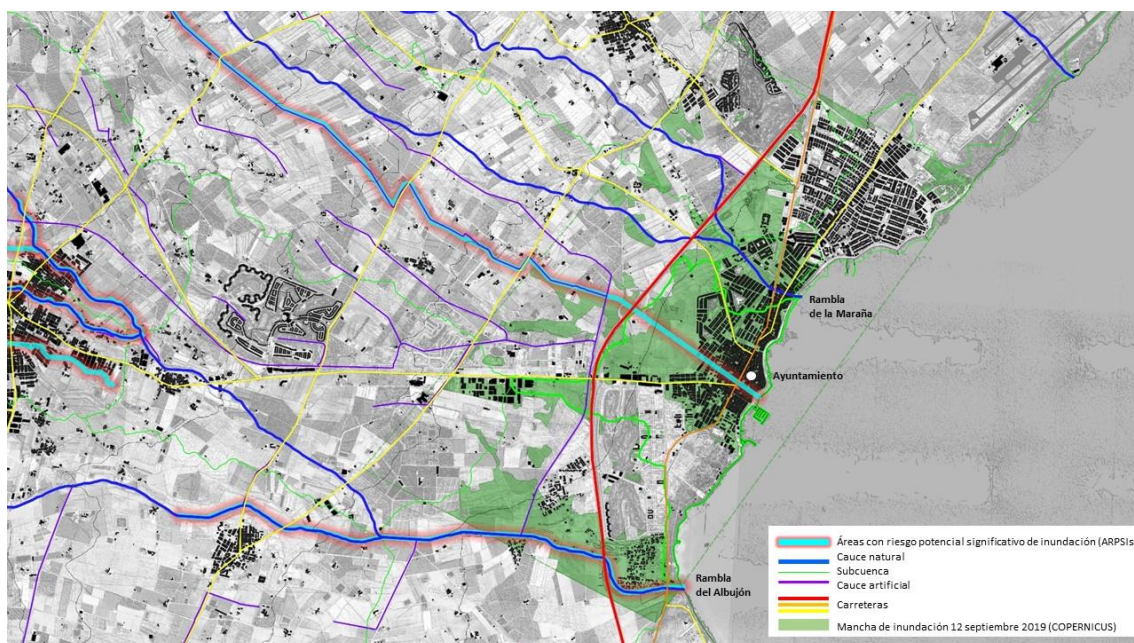 Rambla
de la Maraña
Ayuntamiento
Rambla
del Albujón
Áreas con riesgo potencial significativo de inundación (ARPSIs
Cauce natural
Subcuenca
Cauce artificial
Carreteras
Mancha de inundación 12 septiembre 2019 (COPERNICUS)